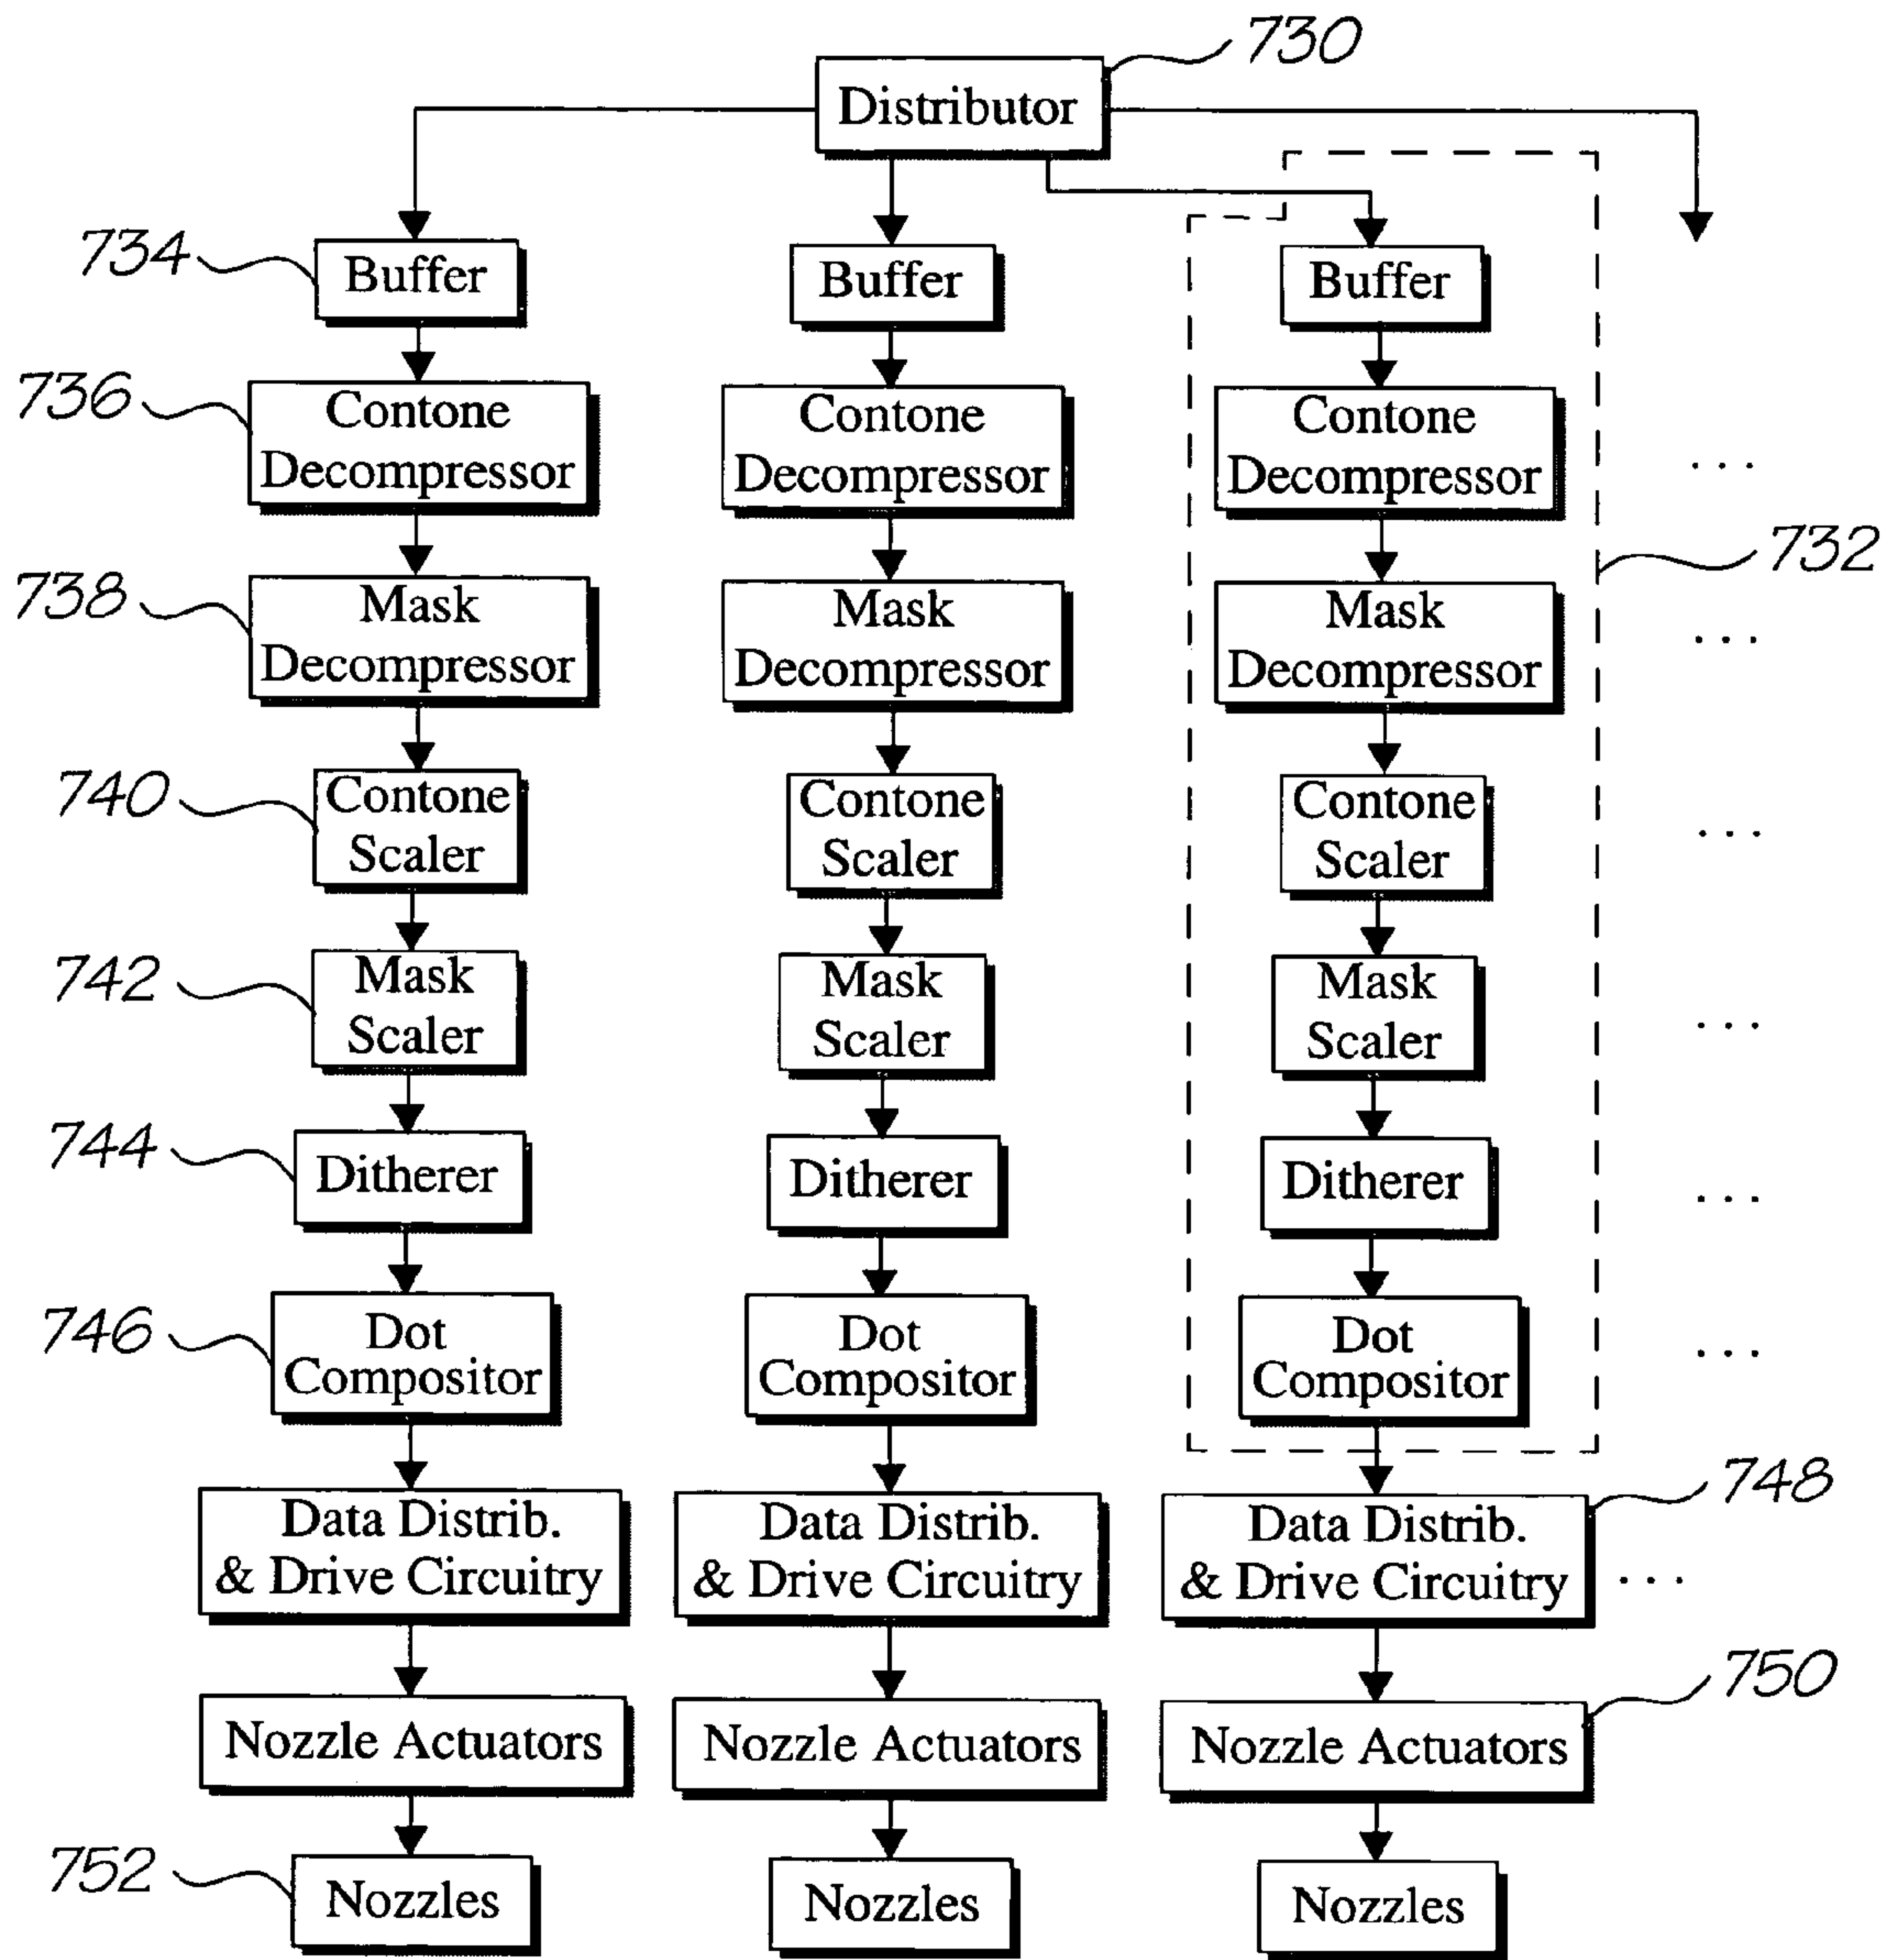 730
Distributor
734
Buffer
Buffer
Buffer
736
Contone
Decompressor
Contone
Decompressor
Contone
Decompressor
...
732
738
Mask
Decompressor
Mask
Decompressor
Mask
Decompressor
...
740
Contone
Scaler
Contone
Scaler
Contone
Scaler
...
742
Mask
Scaler
Mask
Scaler
Mask
Scaler
...
744
Ditherer
Ditherer
Ditherer
...
746
Dot
Compositor
Dot
Compositor
Dot
Compositor
...
748
Data Distrib.
& Drive Circuitry
Data Distrib.
& Drive Circuitry
Data Distrib.
& Drive Circuitry
...
750
Nozzle Actuators
Nozzle Actuators
Nozzle Actuators
752
Nozzles
Nozzles
Nozzles